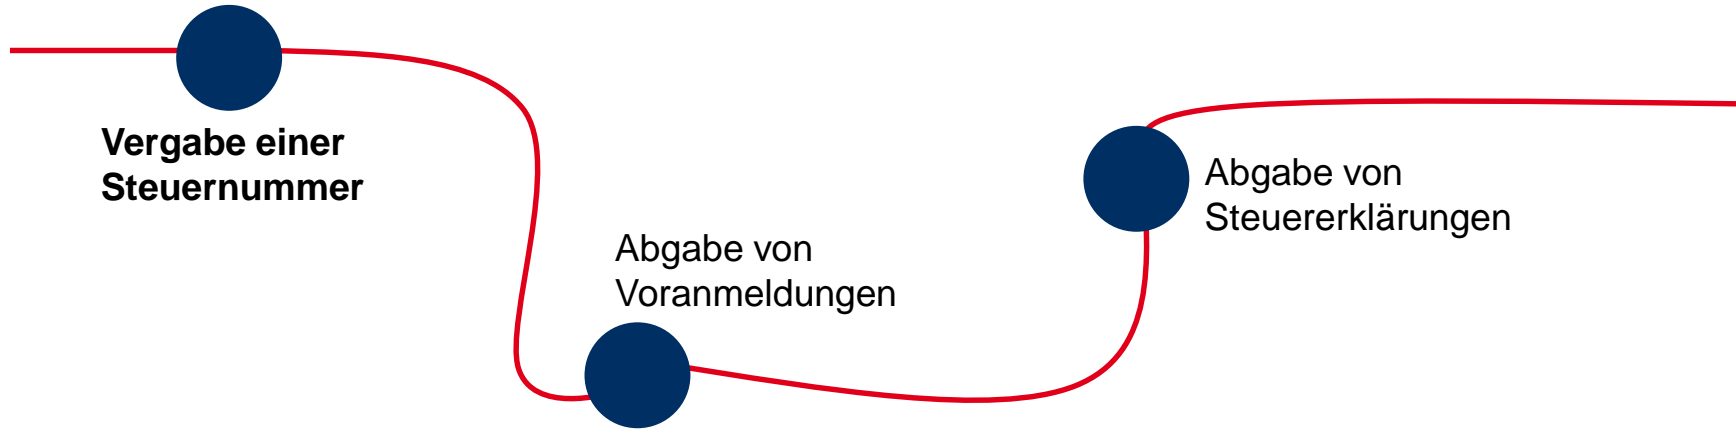 Vergabe einer
Steuernummer
Abgabe von
Voranmeldungen
Abgabe von
Steuererklärungen